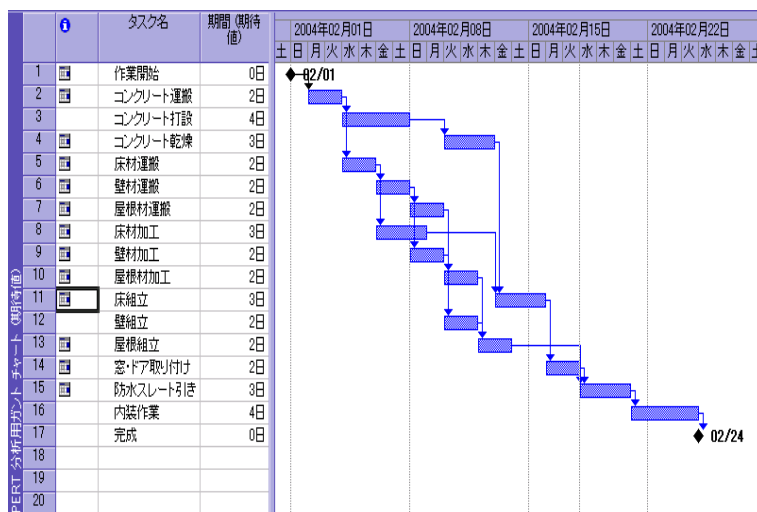 タスク名 期間 (期待値)
2004年02月01日 2004年02月08日 2004年02月15日 2004年02月22日
土 日 月 火 水 木 金 土 日 月 火 水 木 金 土 日 月 火 水 木 金 土 日 月 火 水 木 金
1 作業開始 0日 02/01
2 コンクリート運搬 2日
3 コンクリート打設 4日
4 コンクリート乾燥 3日
5 床材運搬 2日
6 壁材運搬 2日
7 屋根材運搬 2日
8 床材加工 3日
9 壁材加工 2日
10 屋根材加工 2日
11 床組立 3日
12 壁組立 2日
13 屋根組立 2日
14 窓・ドア取り付け 2日
15 防水スレート引き 3日
16 内装作業 4日
17 完成 0日 02/24
18
19
20
PERT 分析用ガント チャート (期待値)